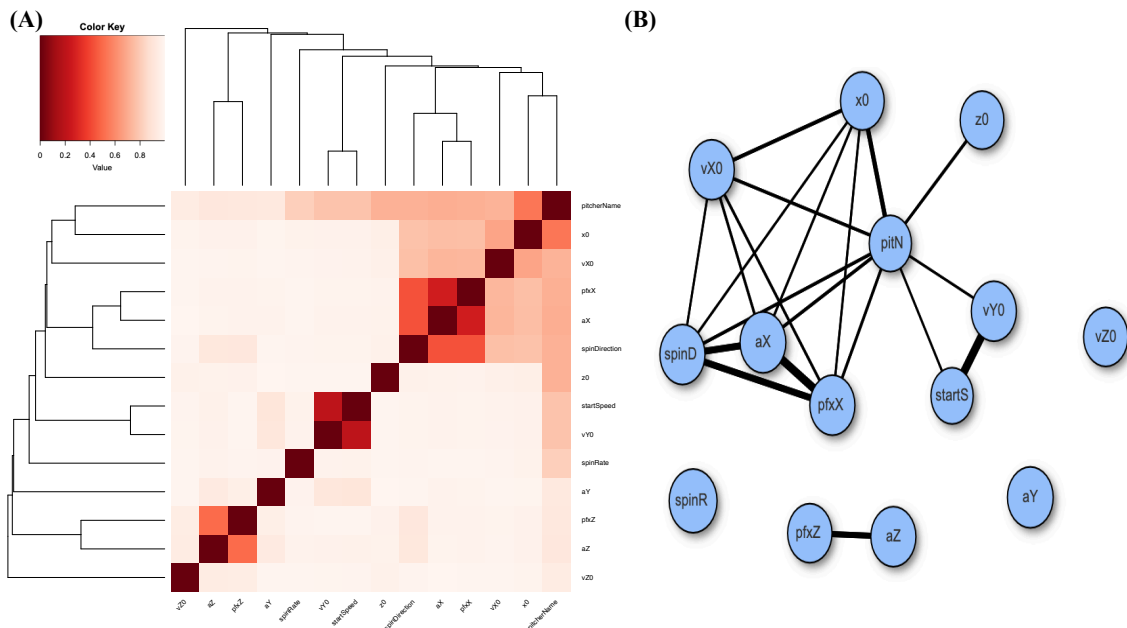 (A)
Color Key
0 0.2 0.4 0.6 0.8
Value
pitcherName
x0
vX0
pfxX
aX
spinDirection
z0
startSpeed
vY0
spinRate
aY
pfxZ
aZ
vZ0
vZ0 aZ pfxZ aY spinRate vY0 startSpeed z0 spinDirection aX pfxX vX0 x0 pitcherName
(B)
x0
z0
vX0
pitN
vY0
vZ0
aX
spinD
startS
pfxX
spinR
aY
pfxZ
aZ